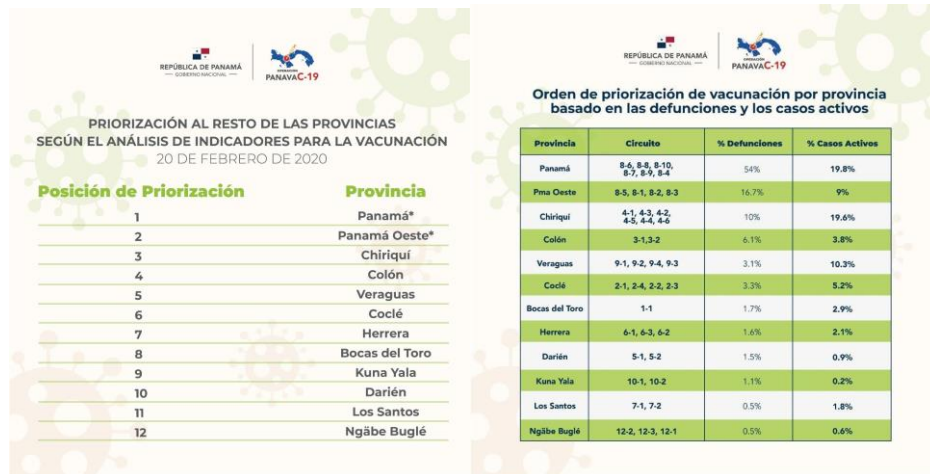 REPÚBLICA DE PANAMÁ
— GOBIERNO NACIONAL —
OPERACIÓN
PANAVAC-19
PRIORIZACIÓN AL RESTO DE LAS PROVINCIAS
SEGÚN EL ANÁLISIS DE INDICADORES PARA LA VACUNACIÓN
20 DE FEBRERO DE 2020
Posición de Priorización Provincia
1 Panamá*
2 Panamá Oeste*
3 Chiriquí
4 Colón
5 Veraguas
6 Coclé
7 Herrera
8 Bocas del Toro
9 Kuna Yala
10 Darién
11 Los Santos
12 Ngäbe Buglé
REPÚBLICA DE PANAMÁ
— GOBIERNO NACIONAL —
OPERACIÓN
PANAVAC-19
Orden de priorización de vacunación por provincia
basado en las defunciones y los casos activos
Provincia Circuito % Defunciones % Casos Activos
Panamá 8-6, 8-8, 8-10, 8-7, 8-9, 8-4 54% 19.8%
Pma Oeste 8-5, 8-1, 8-2, 8-3 16.7% 9%
Chiriquí 4-1, 4-3, 4-2, 4-5, 4-4, 4-6 10% 19.6%
Colón 3-1,3-2 6.1% 3.8%
Veraguas 9-1, 9-2, 9-4, 9-3 3.1% 10.3%
Coclé 2-1, 2-4, 2-2, 2-3 3.3% 5.2%
Bocas del Toro 1-1 1.7% 2.9%
Herrera 6-1, 6-3, 6-2 1.6% 2.1%
Darién 5-1, 5-2 1.5% 0.9%
Kuna Yala 10-1, 10-2 1.1% 0.2%
Los Santos 7-1, 7-2 0.5% 1.8%
Ngäbe Buglé 12-2, 12-3, 12-1 0.5% 0.6%